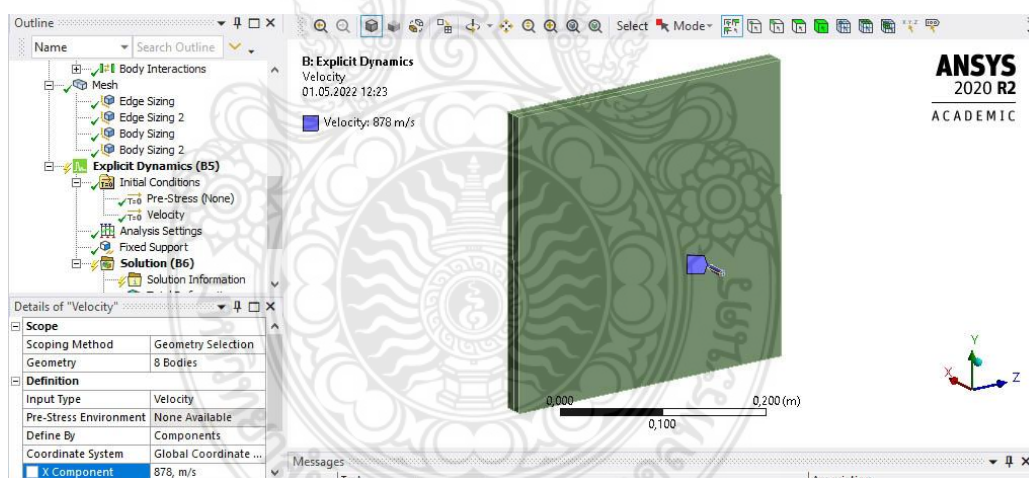 Outline
Name Search Outline
Body Interactions
Mesh
Edge Sizing
Edge Sizing 2
Body Sizing
Body Sizing 2
Explicit Dynamics (B5)
Initial Conditions
Pre-Stress (None)
Velocity
Analysis Settings
Fixed Support
Solution (B6)
Solution Information
Details of "Velocity"
Scope
Scoping Method Geometry Selection
Geometry 8 Bodies
Definition
Input Type Velocity
Pre-Stress Environment None Available
Define By Components
Coordinate System Global Coordinate ...
X Component 878, m/s
Select Mode
B: Explicit Dynamics
Velocity
01.05.2022 12:23
Velocity: 878 m/s
ANSYS
2020 R2
ACADEMIC
Y
X
Z
0,000 0,200 (m)
0,100
Messages